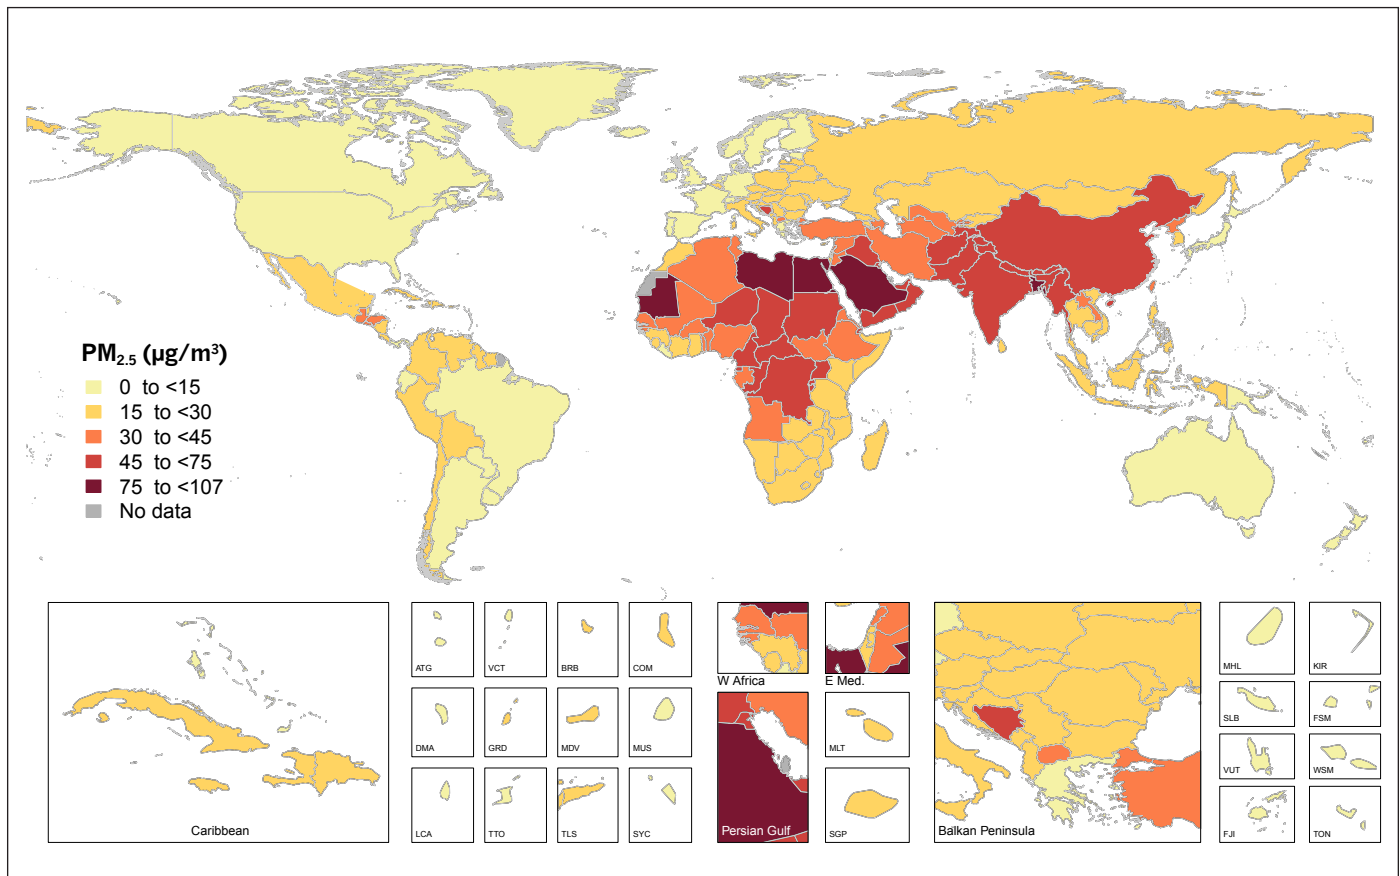 PM2.5 (µg/m³)
0 to <15
15 to <30
30 to <45
45 to <75
75 to <107
No data
Caribbean
ATG
VCT
BRB
COM
DMA
GRD
MDV
MUS
LCA
TTO
TLS
SYC
W Africa
E Med.
Persian Gulf
MLT
SGP
Balkan Peninsula
MHL
KIR
SLB
FSM
VUT
WSM
FJI
TON